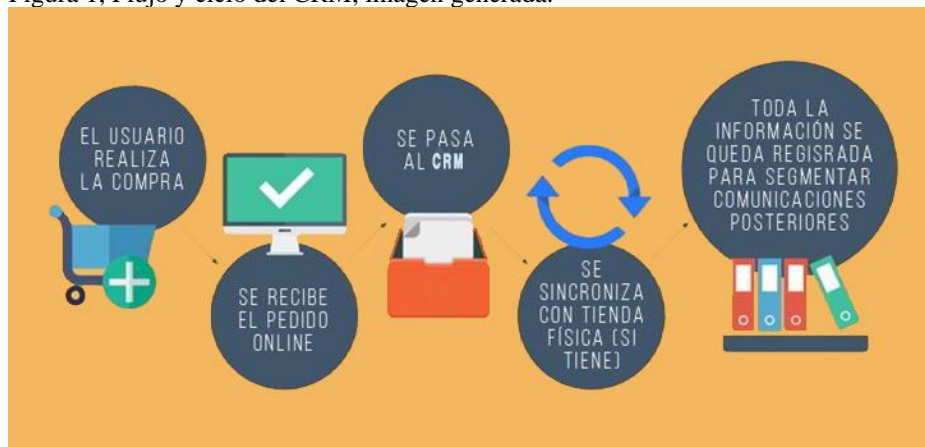 Figura 1, Flujo y ciclo del CRM, imagen generada.
EL USUARIO
REALIZA
LA COMPRA
SE RECIBE
EL PEDIDO
ONLINE
SE PASA
AL CRM
SE
SINCRONIZA
CON TIENDA
FÍSICA (SI
TIENE)
TODA LA
INFORMACIÓN SE
QUEDA REGISRADA
PARA SEGMENTAR
COMUNICACIONES
POSTERIORES